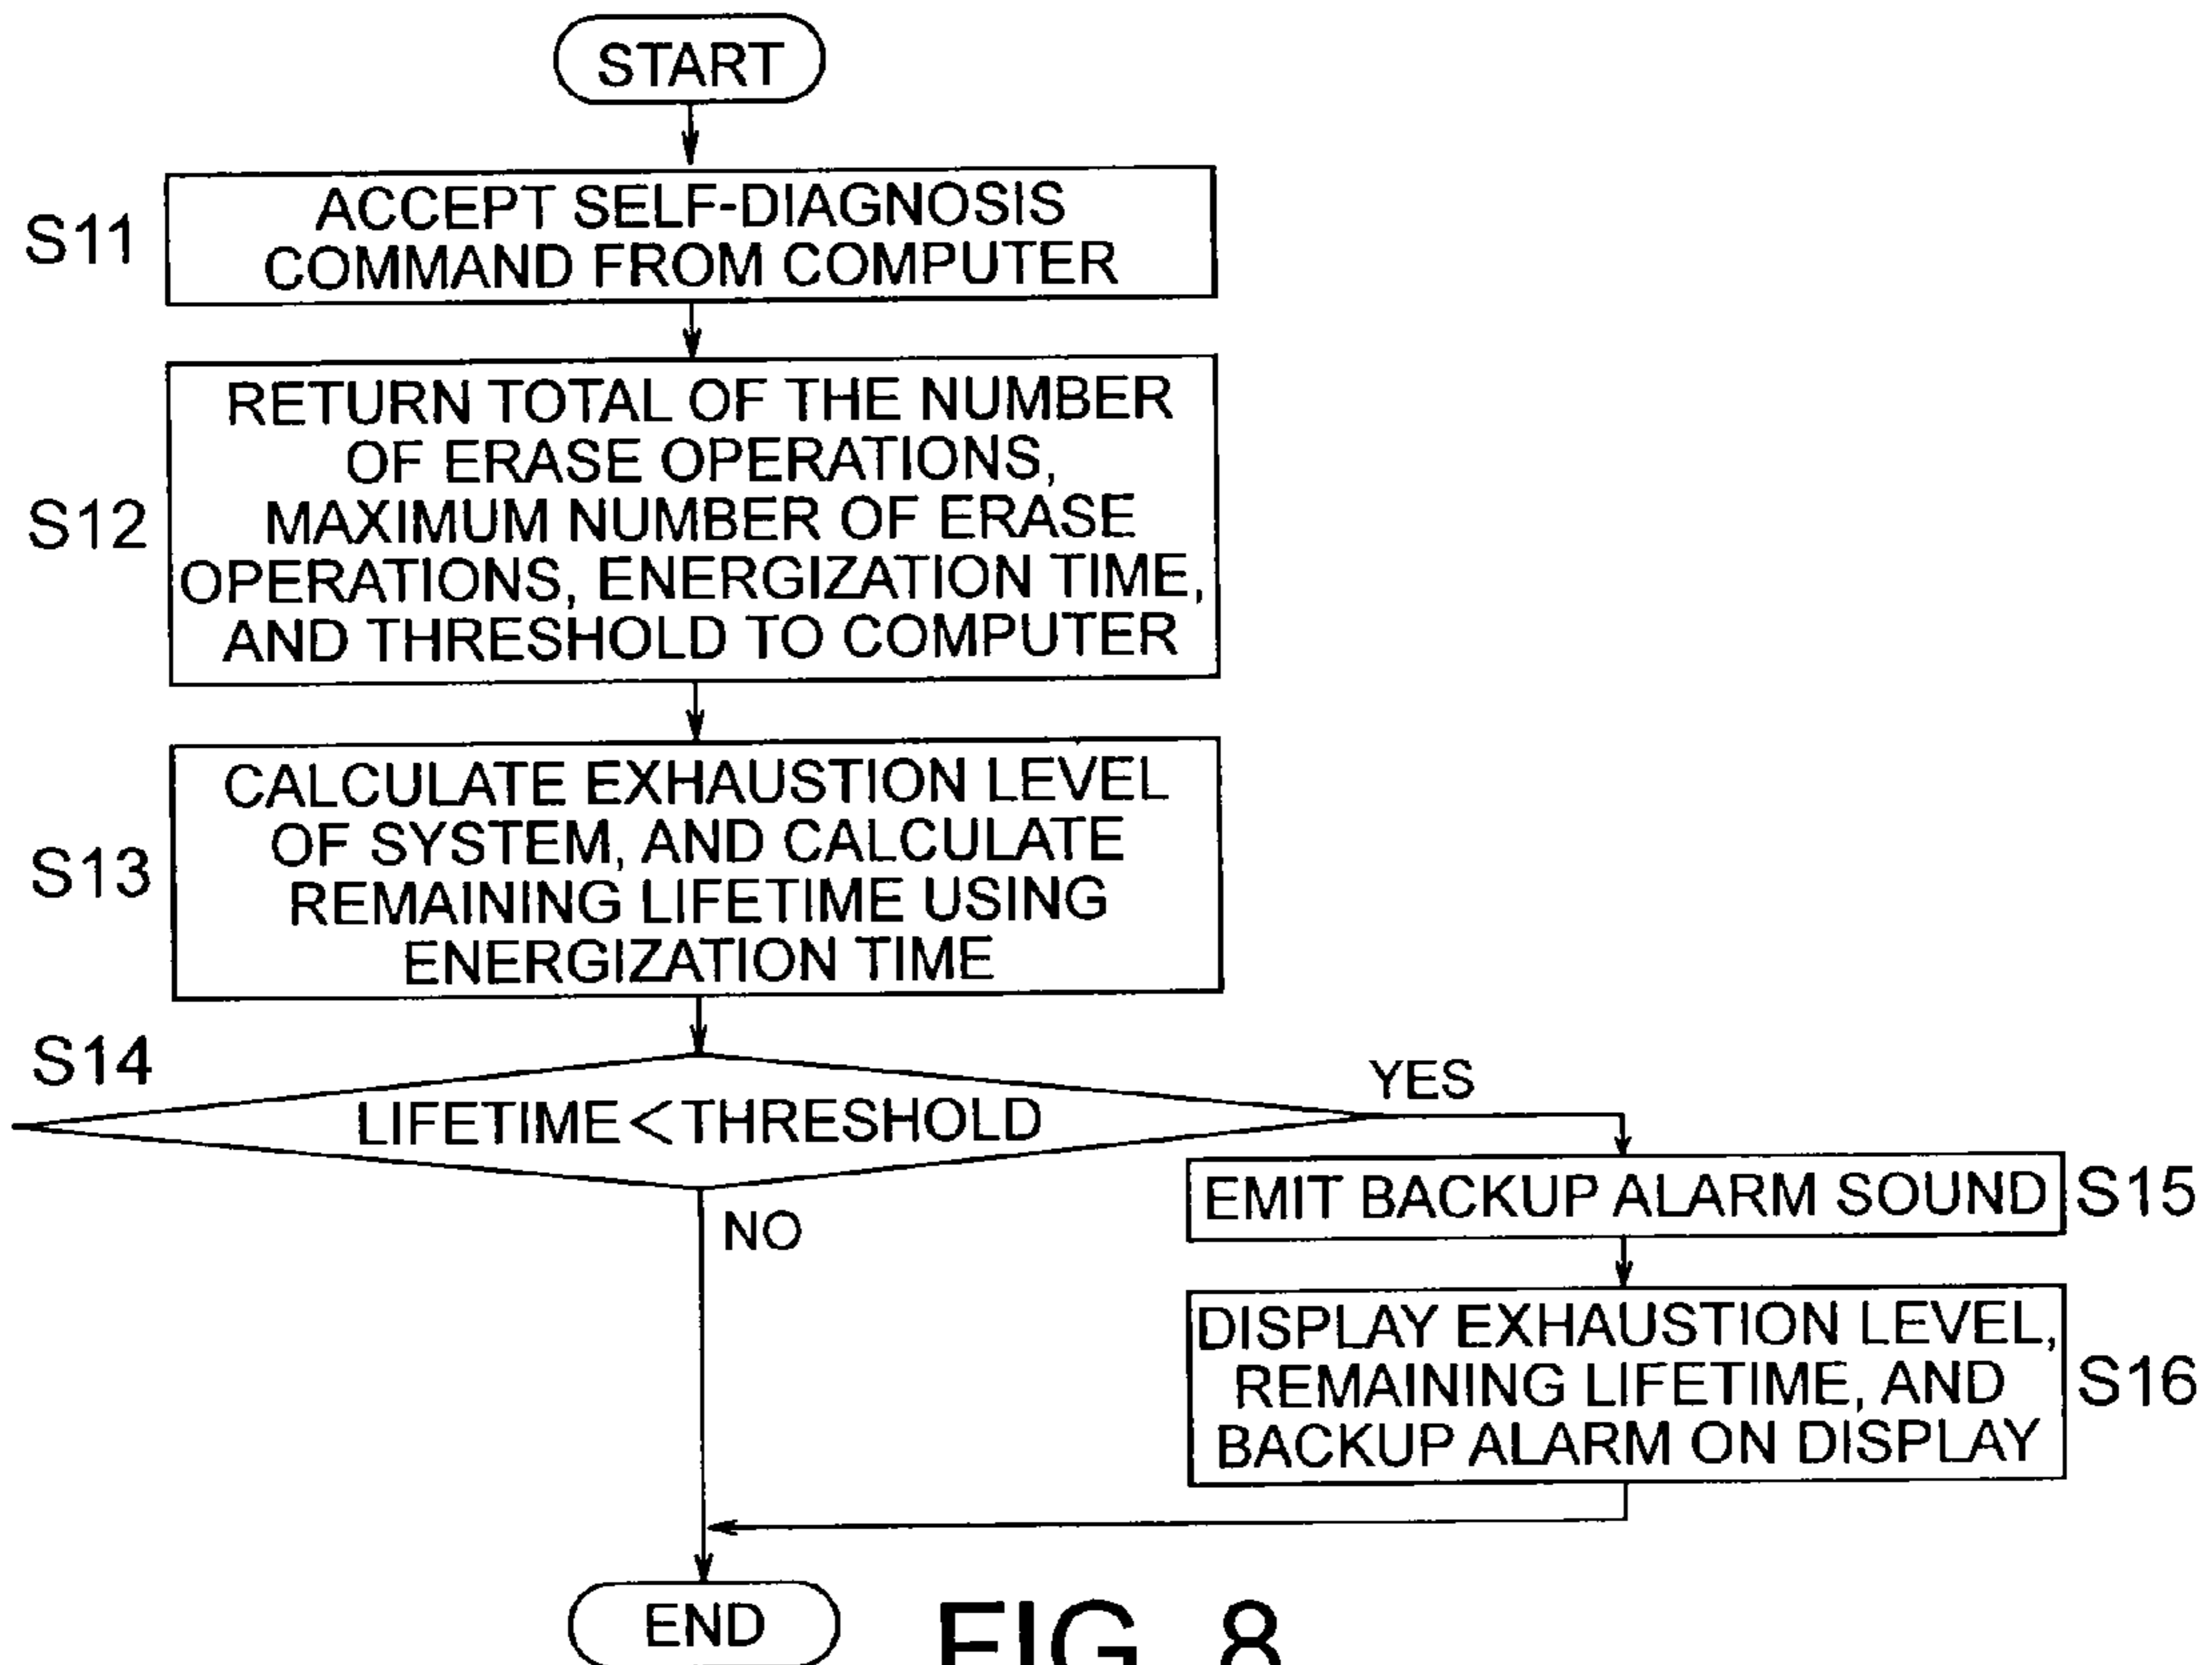 START
S11
ACCEPT SELF-DIAGNOSIS
COMMAND FROM COMPUTER
S12
RETURN TOTAL OF THE NUMBER
OF ERASE OPERATIONS,
MAXIMUM NUMBER OF ERASE
OPERATIONS, ENERGIZATION TIME,
AND THRESHOLD TO COMPUTER
S13
CALCULATE EXHAUSTION LEVEL
OF SYSTEM, AND CALCULATE
REMAINING LIFETIME USING
ENERGIZATION TIME
S14
LIFETIME<THRESHOLD
YES
NO
EMIT BACKUP ALARM SOUND
S15
DISPLAY EXHAUSTION LEVEL,
REMAINING LIFETIME, AND
BACKUP ALARM ON DISPLAY
S16
END
FIG. 8